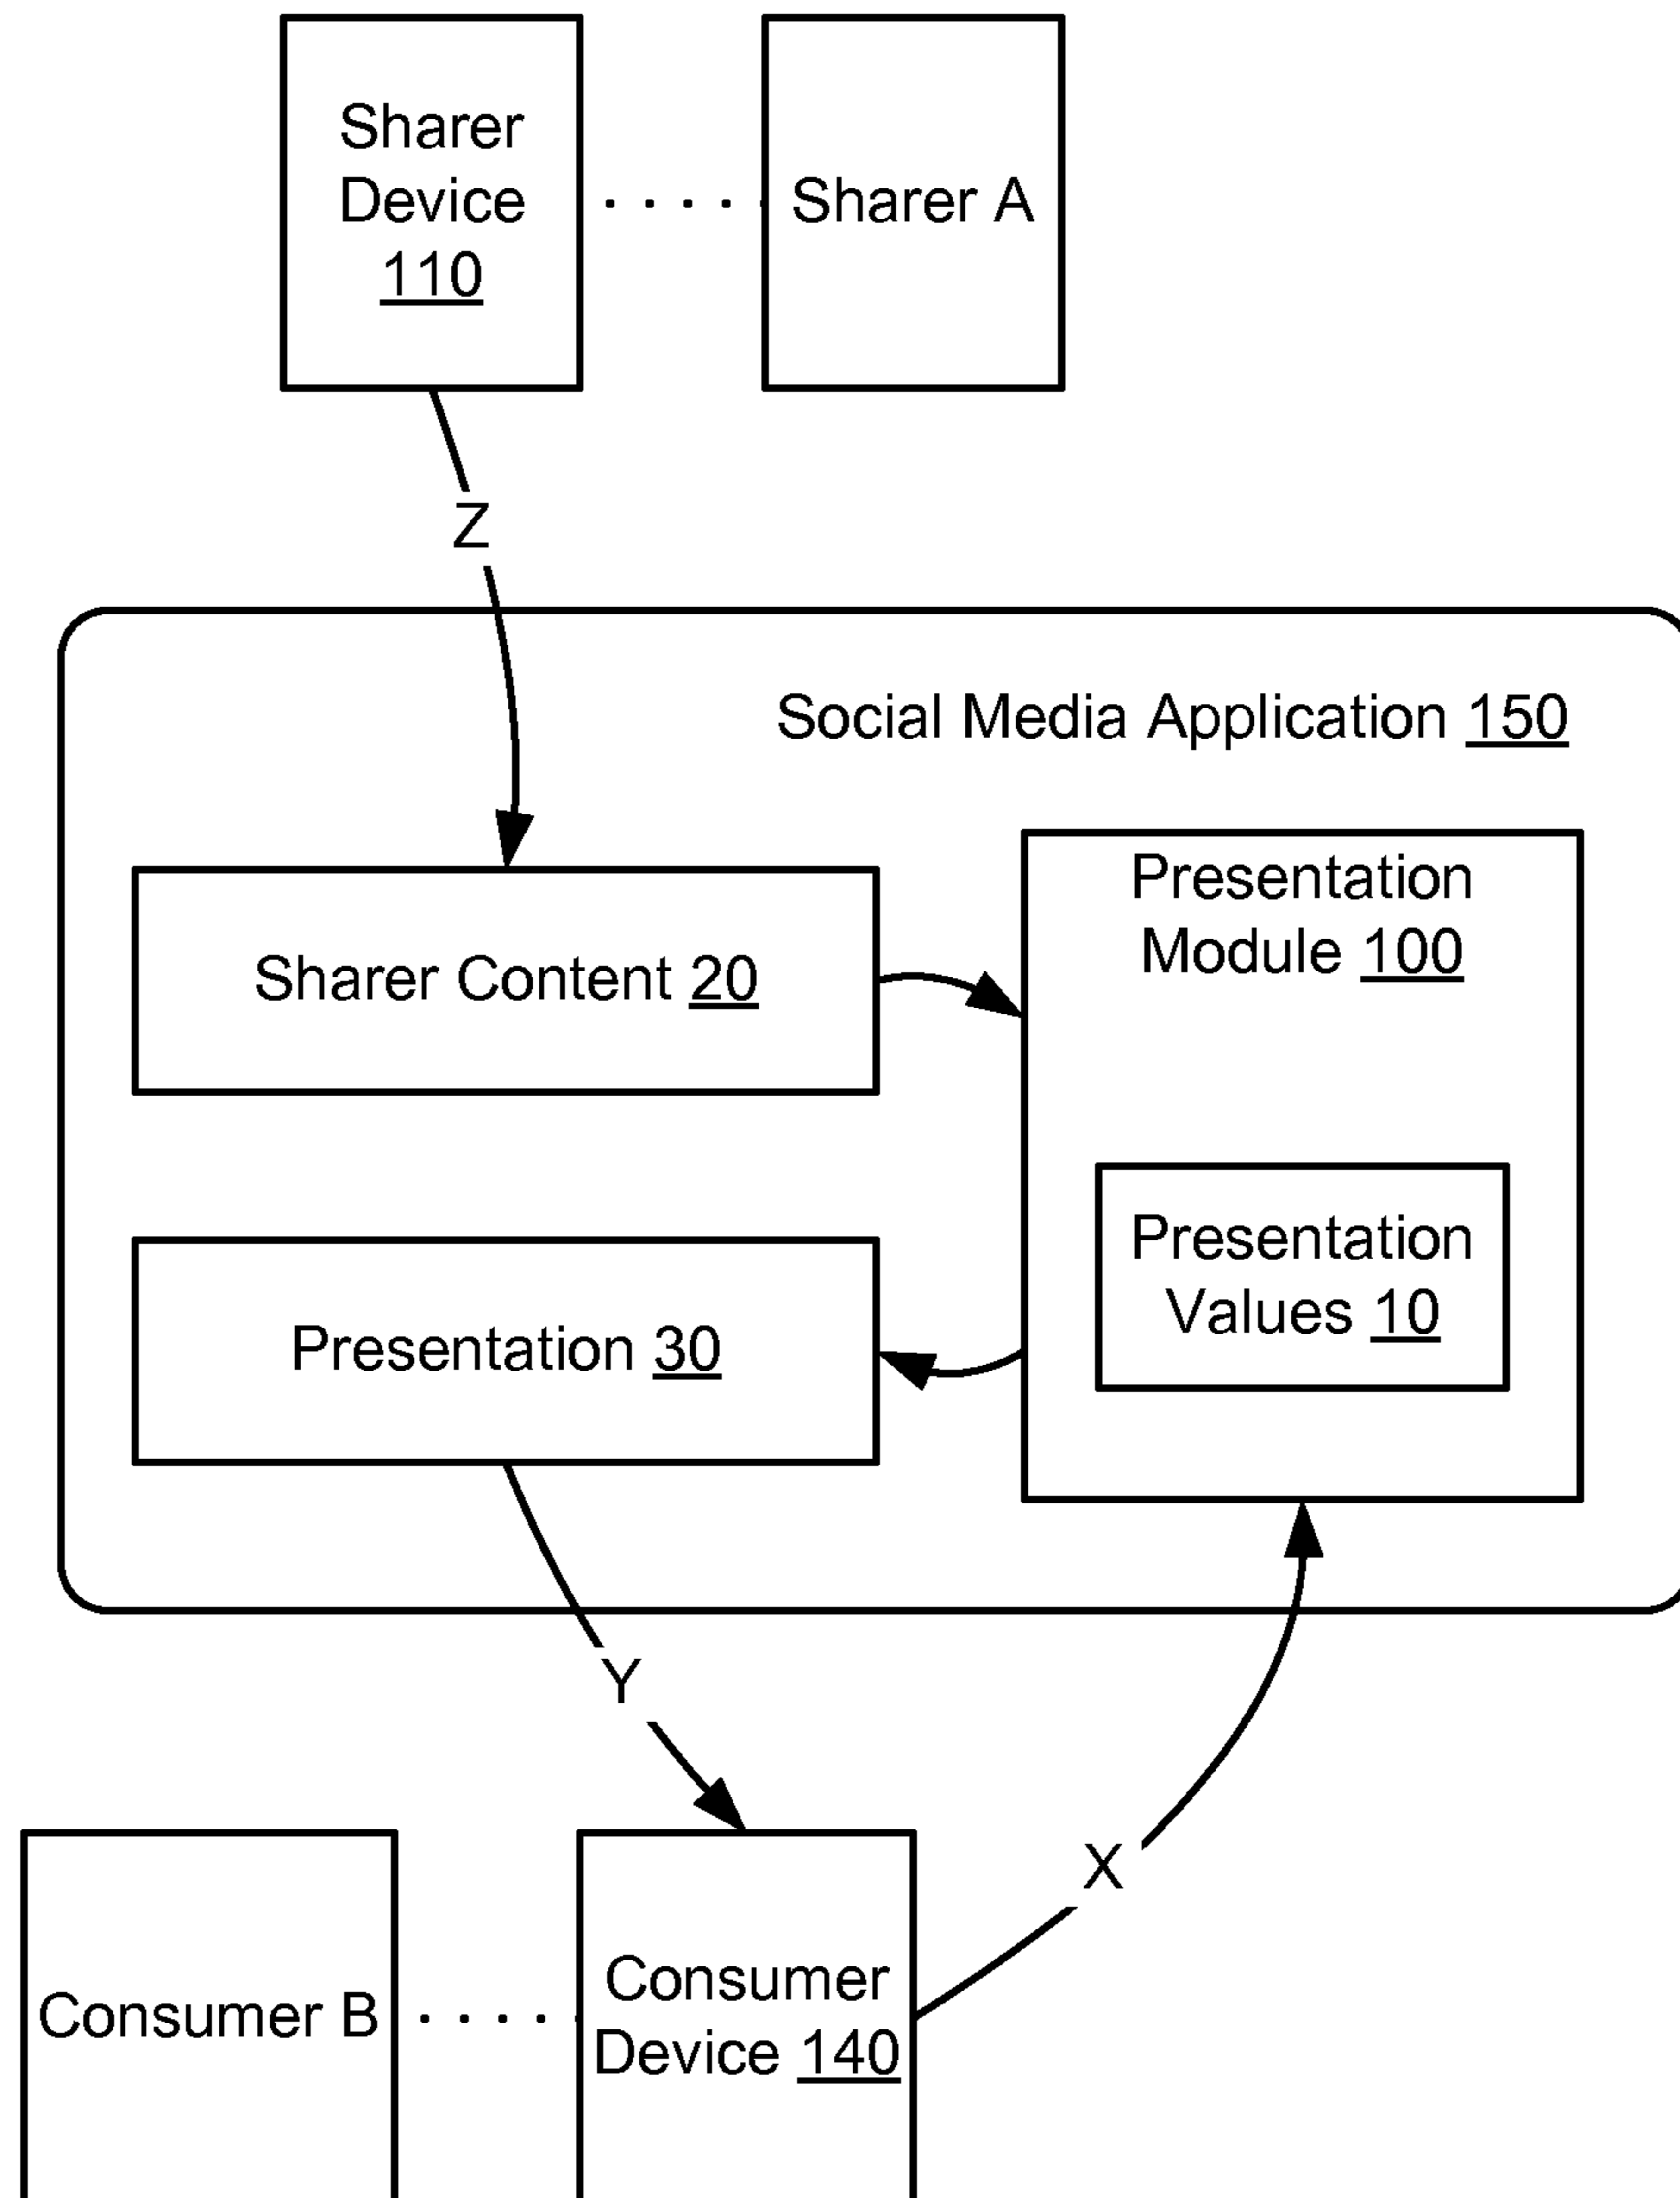 Sharer
Device
110
Sharer A
Z
Social Media Application 150
Sharer Content 20
Presentation
Module 100
Presentation
Values 10
Presentation 30
Y
X
Consumer B
Consumer
Device 140